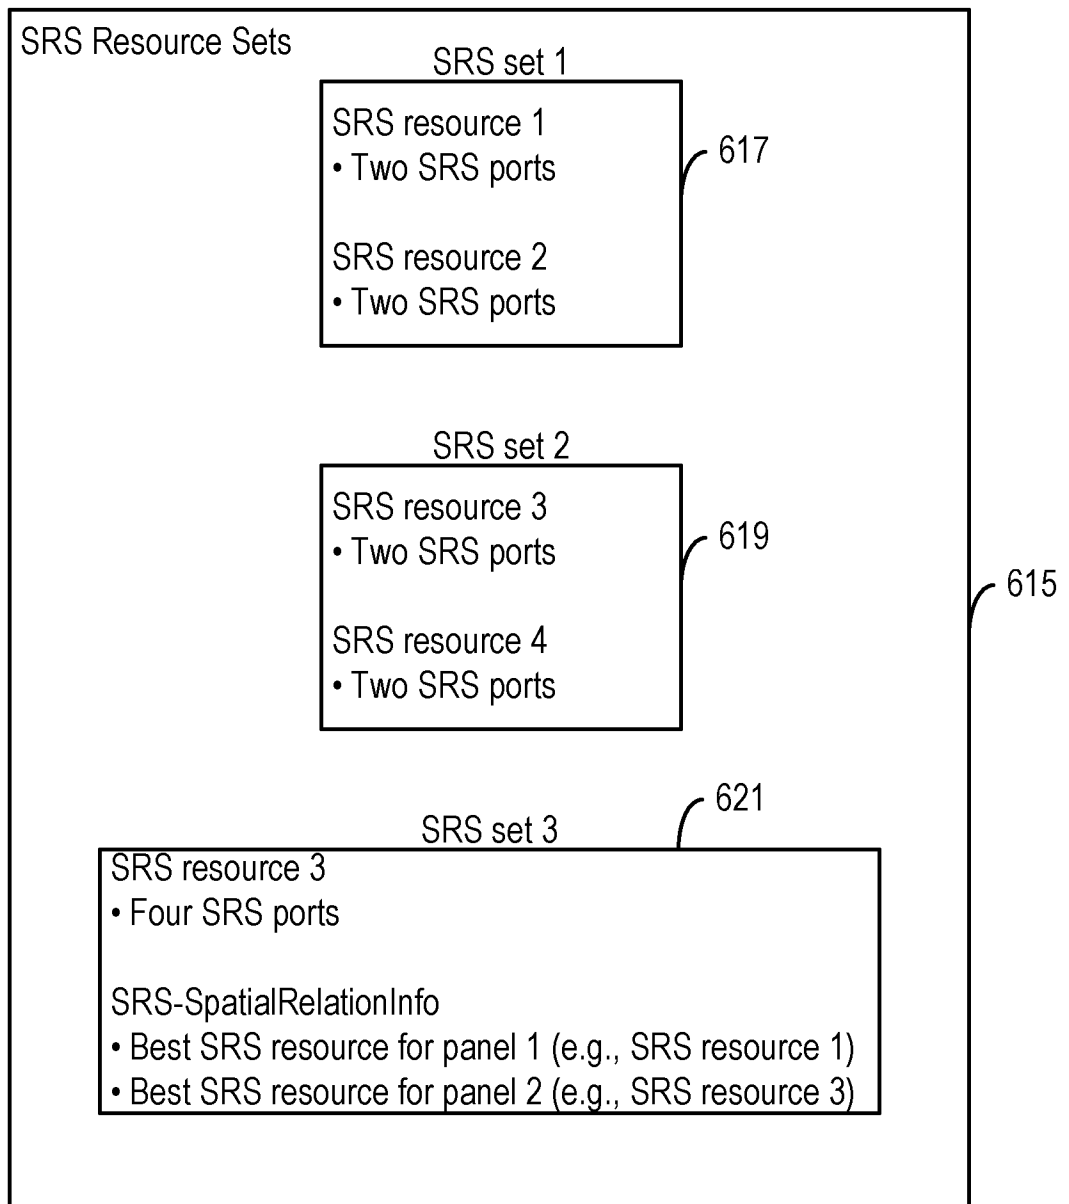 SRS Resource Sets
SRS set 1
SRS resource 1
• Two SRS ports
SRS resource 2
• Two SRS ports
617
SRS set 2
SRS resource 3
• Two SRS ports
SRS resource 4
• Two SRS ports
619
615
621
SRS set 3
SRS resource 3
• Four SRS ports
SRS-SpatialRelationInfo
• Best SRS resource for panel 1 (e.g., SRS resource 1)
• Best SRS resource for panel 2 (e.g., SRS resource 3)